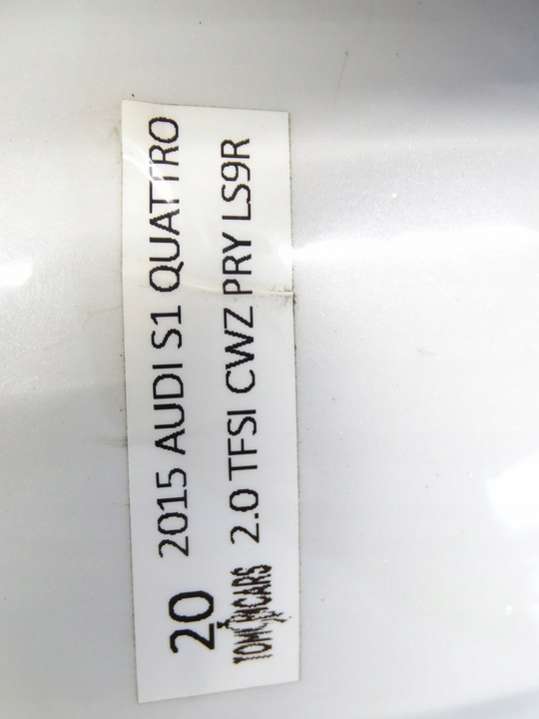 20 2015 AUDI S1 QUATTRO
2.0 TFSI CWZ PRY LS9R